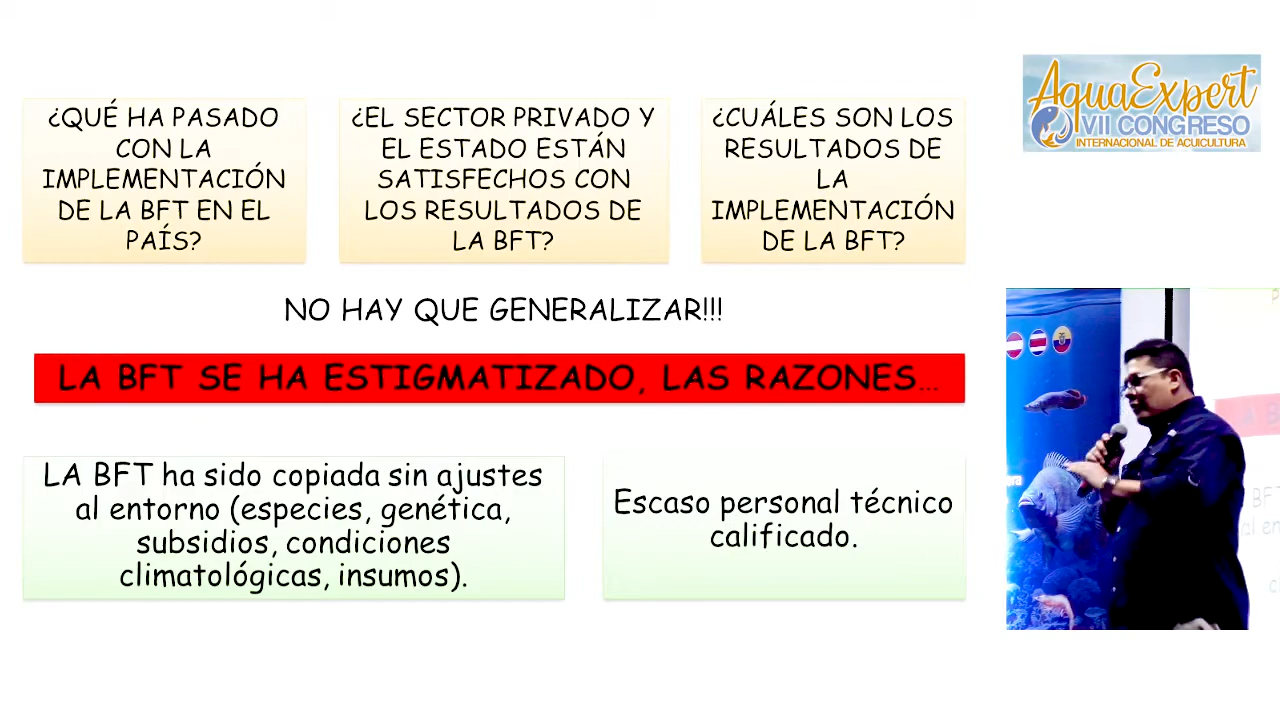 AquaExpert
VII CONGRESO
INTERNACIONAL DE ACUICULTURA
¿QUÉ HA PASADO
CON LA
IMPLEMENTACIÓN
DE LA BFT EN EL
PAÍS?
¿EL SECTOR PRIVADO Y
EL ESTADO ESTÁN
SATISFECHOS CON
LOS RESULTADOS DE
LA BFT?
¿CUÁLES SON LOS
RESULTADOS DE
LA
IMPLEMENTACIÓN
DE LA BFT?
NO HAY QUE GENERALIZAR!!!
LA BFT SE HA ESTIGMATIZADO, LAS RAZONES...
LA BFT ha sido copiada sin ajustes
al entorno (especies, genética,
subsidios, condiciones
climatológicas, insumos).
Escaso personal técnico
calificado.